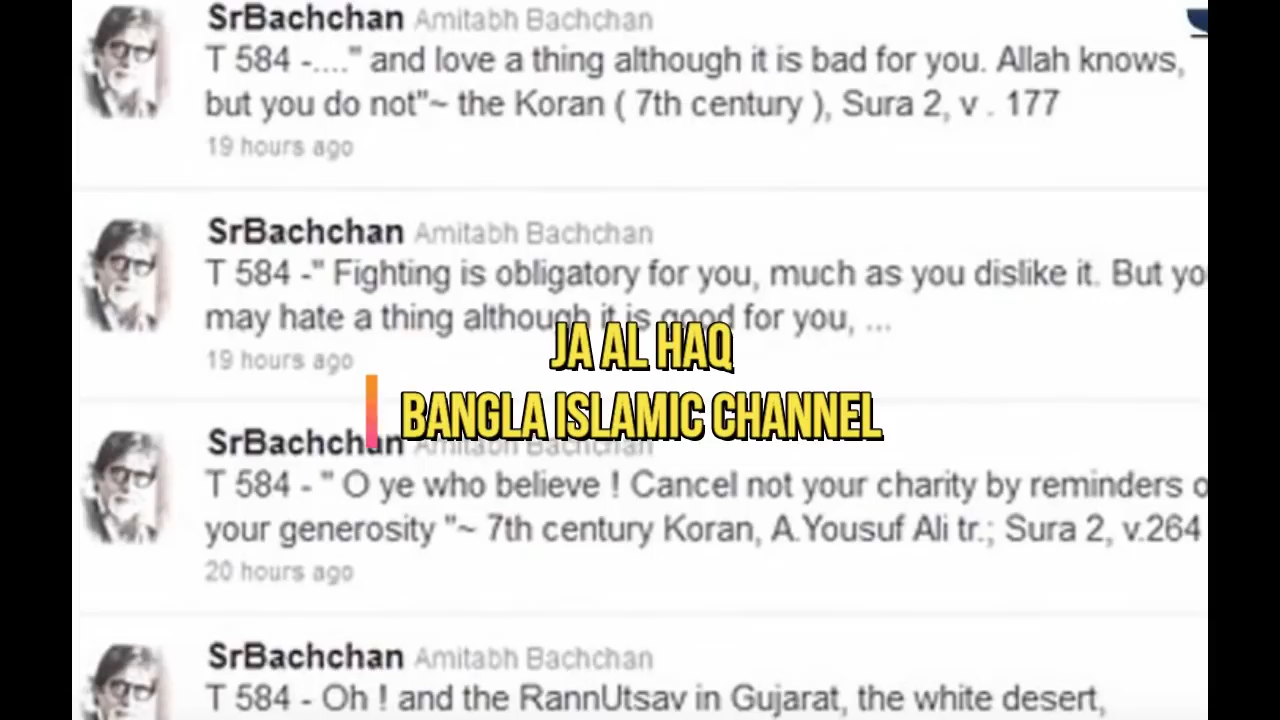 SrBachchan Amitabh Bachchan
T 584 -...." and love a thing although it is bad for you. Allah knows,
but you do not"~ the Koran ( 7th century ), Sura 2, v . 177
19 hours ago
SrBachchan Amitabh Bachchan
T 584 -" Fighting is obligatory for you, much as you dislike it. But yo
may hate a thing although it is good for you, ...
19 hours ago
JA AL HAQ
BANGLA ISLAMIC CHANNEL
SrBachchan Amitabh Bachchan
T 584 - " O ye who believe ! Cancel not your charity by reminders o
your generosity "~ 7th century Koran, A.Yousuf Ali tr.; Sura 2, v.264
20 hours ago
SrBachchan Amitabh Bachchan
T 584 - Oh ! and the RannUtsav in Gujarat, the white desert,